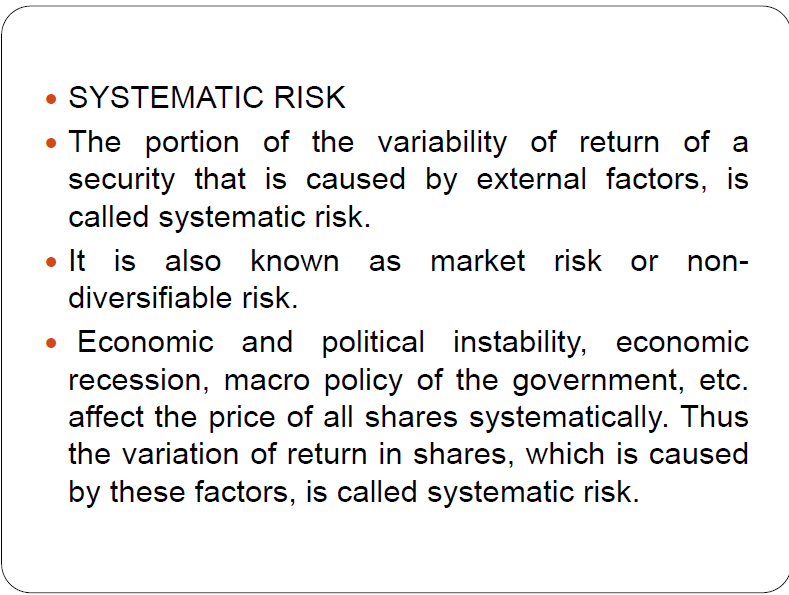 • SYSTEMATIC RISK
• The portion of the variability of return of a
security that is caused by external factors, is
called systematic risk.
• It is also known as market risk or non-
diversifiable risk.
• Economic and political instability, economic
recession, macro policy of the government, etc.
affect the price of all shares systematically. Thus
the variation of return in shares, which is caused
by these factors, is called systematic risk.